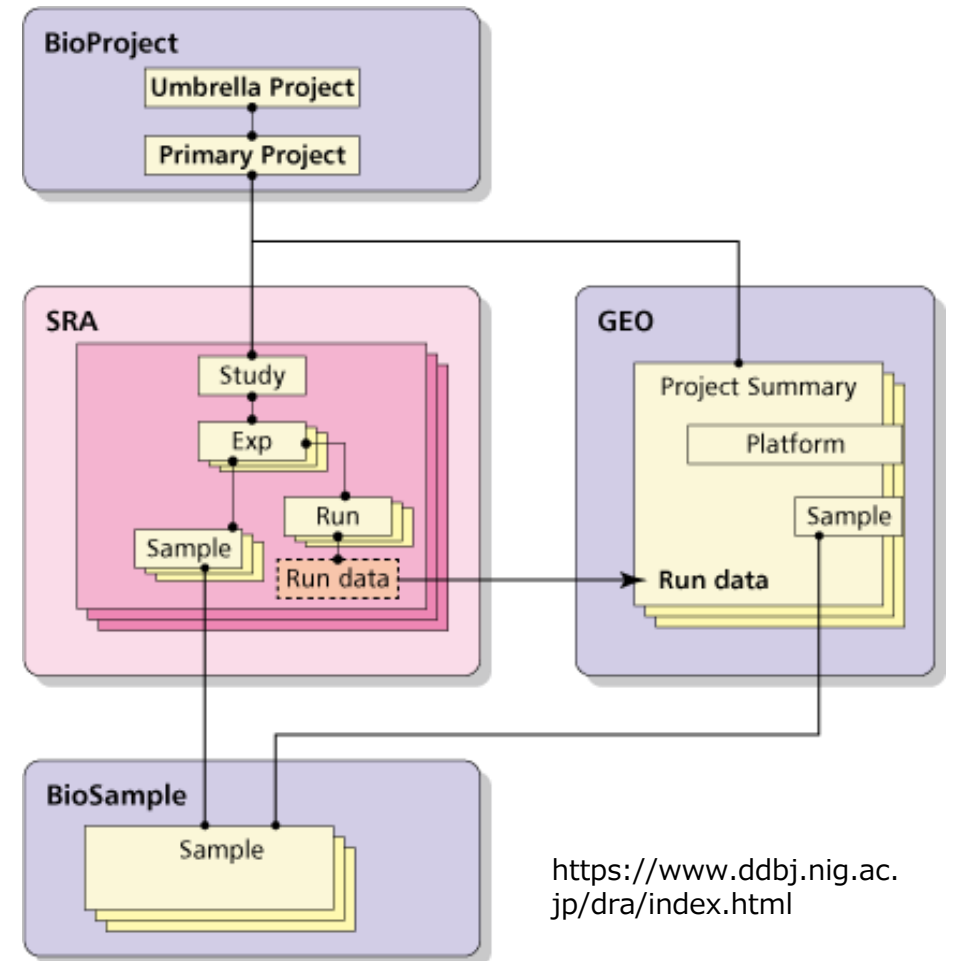 BioProject
Umbrella Project
Primary Project
SRA
Study
Exp
Run
Sample
Run data
GEO
Project Summary
Platform
Sample
Run data
BioSample
Sample
https://www.ddbj.nig.ac.
jp/dra/index.html